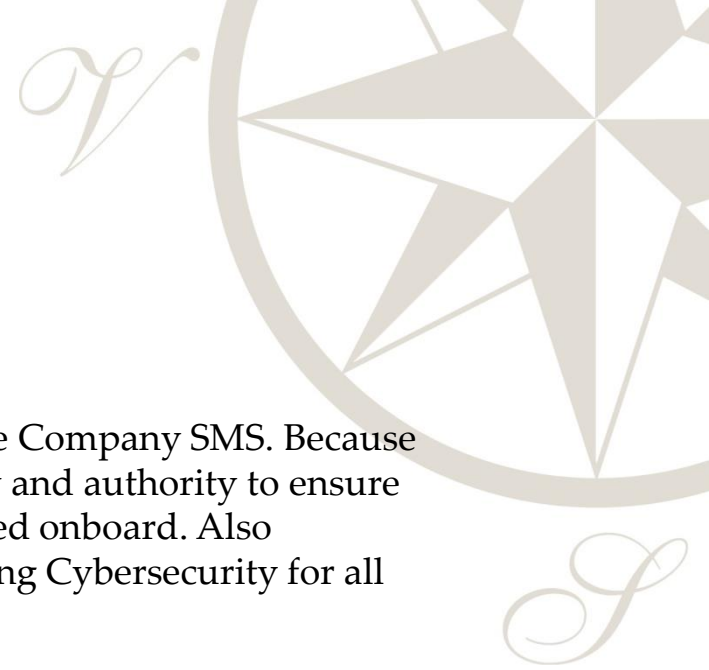 V
e Company SMS. Because
y and authority to ensure
ed onboard. Also
ng Cybersecurity for all
S